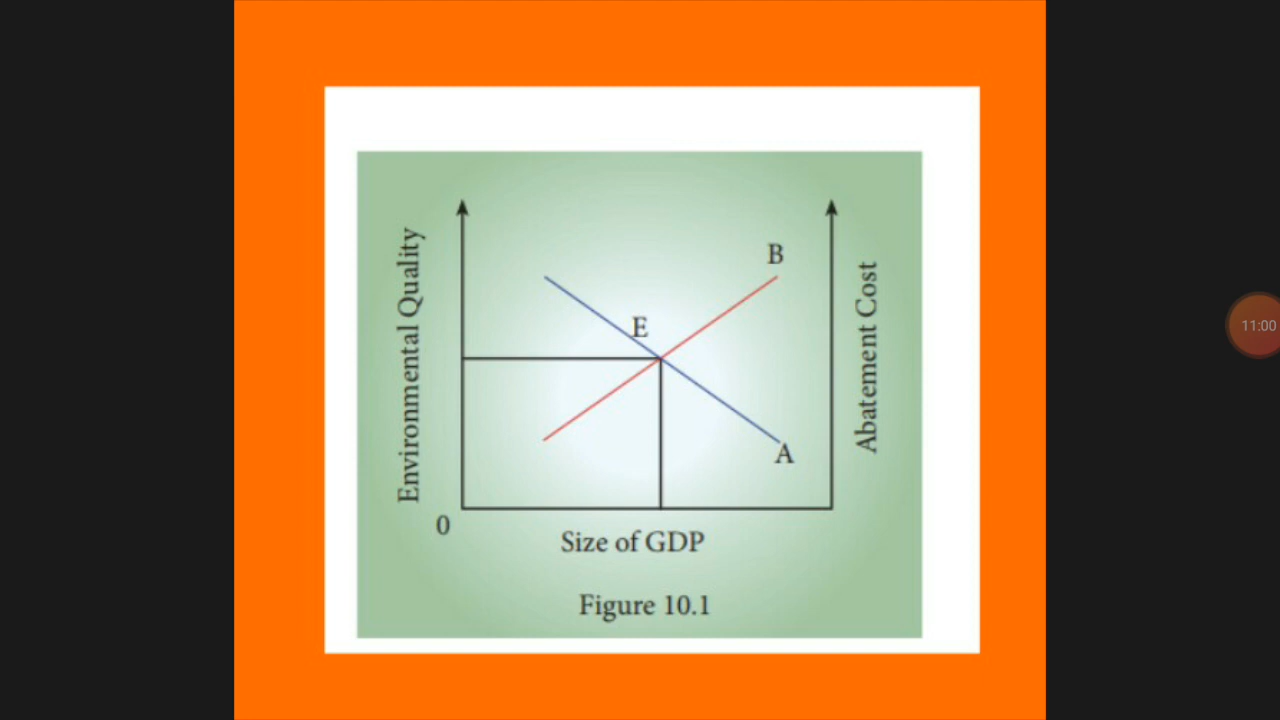 Environmental Quality
B
E
A
Abatement Cost
0
Size of GDP
Figure 10.1
11:00